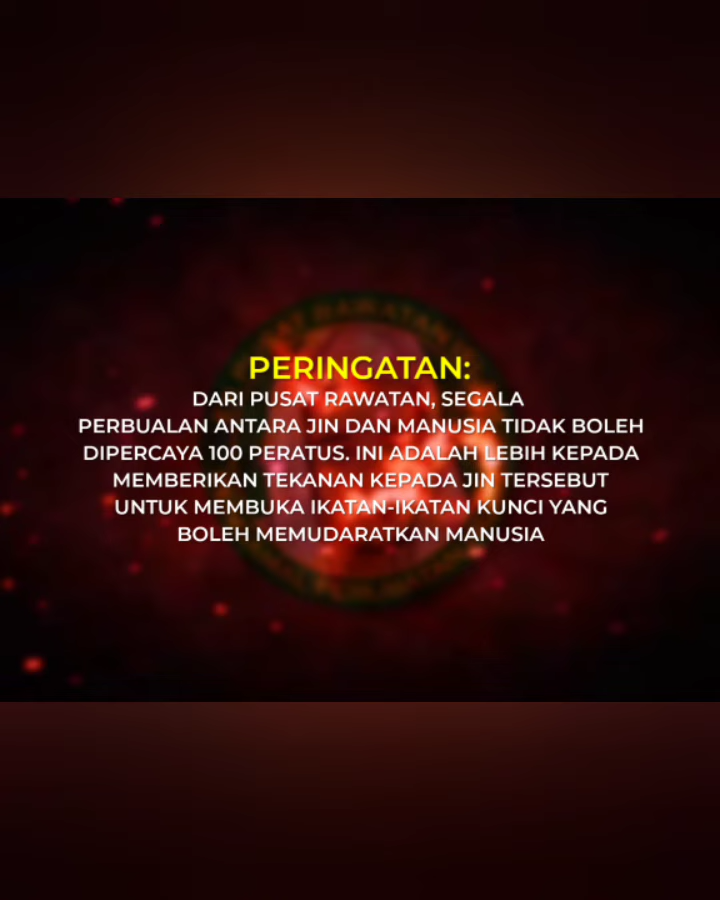 PERINGATAN:
DARI PUSAT RAWATAN, SEGALA
PERBUALAN ANTARA JIN DAN MANUSIA TIDAK BOLEH
DIPERCAYA 100 PERATUS. INI ADALAH LEBIH KEPADA
MEMBERIKAN TEKANAN KEPADA JIN TERSEBUT
UNTUK MEMBUKA IKATAN-IKATAN KUNCI YANG
BOLEH MEMUDARATKAN MANUSIA